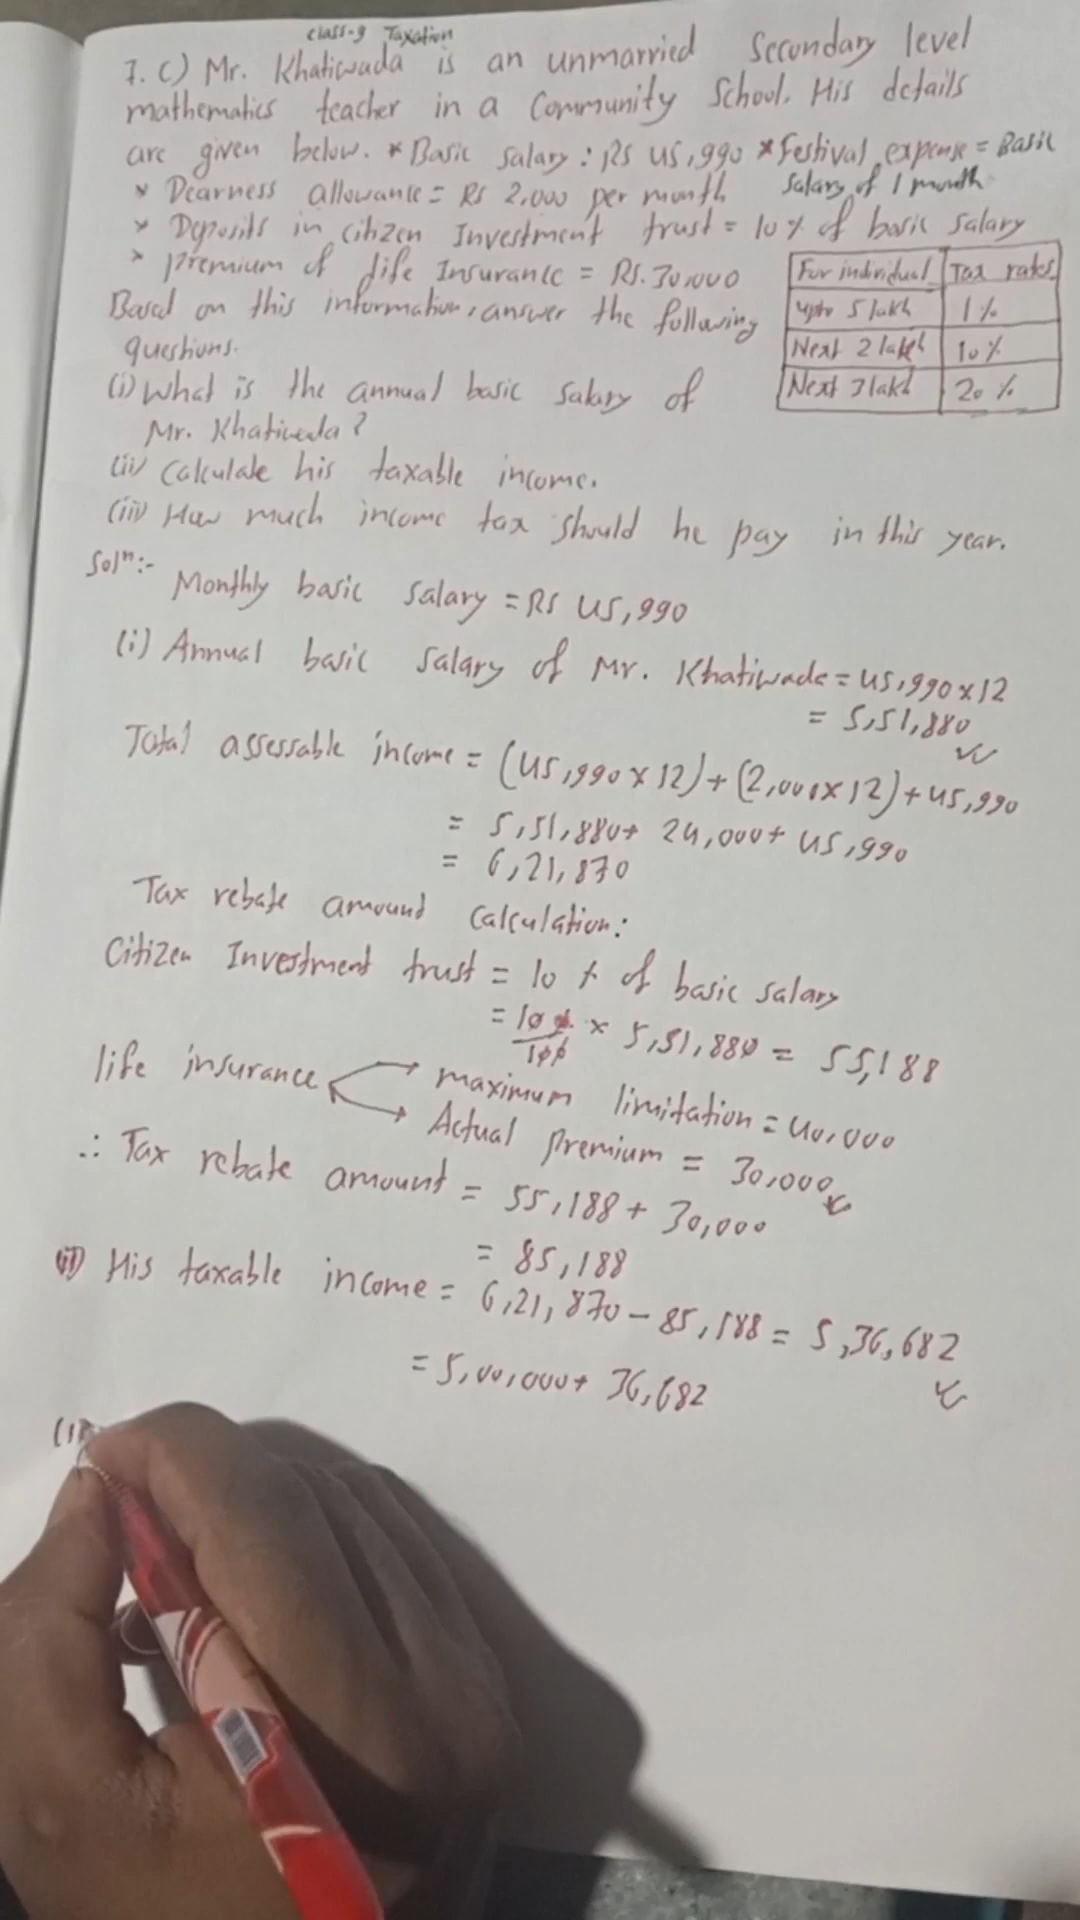 class-9 Taxation
7. c) Mr. Khatiwada is an unmarried Secondary level
mathematics teacher in a Community School. His details
are given below. * Basic salary : RS 45,990 * Festival expense = Basic
salary of 1 month
* Dearness allowance = RS 2,000 per month
* Deposits in citizen Investment trust = 10 % of basic salary
* premium of life Insurance = RS. 30,000
For individual Tax rates
upto 5 lakh 1 %
Next 2 lakh 10 %
Next 3 lakh 20 %
Based on this information, answer the following
questions.
(i) What is the annual basic salary of
Mr. Khatiwada?
(ii) calculate his taxable income.
(iii) How much income tax should he pay in this year.
Solⁿ:-
Monthly basic salary = RS 45,990
(i) Annual basic salary of Mr. Khatiwada = 45,990 x 12
= 5,51,880
Total assessable income = (45,990 x 12) + (2,000 x 12) + 45,990
= 5,51,880 + 24,000 + 45,990
= 6,21,870
Tax rebate amound calculation:
Citizen Investment trust = 10 % of basic salary
= 10/100 x 5,51,880 = 55,188
life insurance → maximum limitation = 40,000
→ Actual premium = 30,000
∴ Tax rebate amount = 55,188 + 30,000
= 85,188
(ii) His taxable income = 6,21,870 - 85,188 = 5,36,682
= 5,00,000 + 36,682